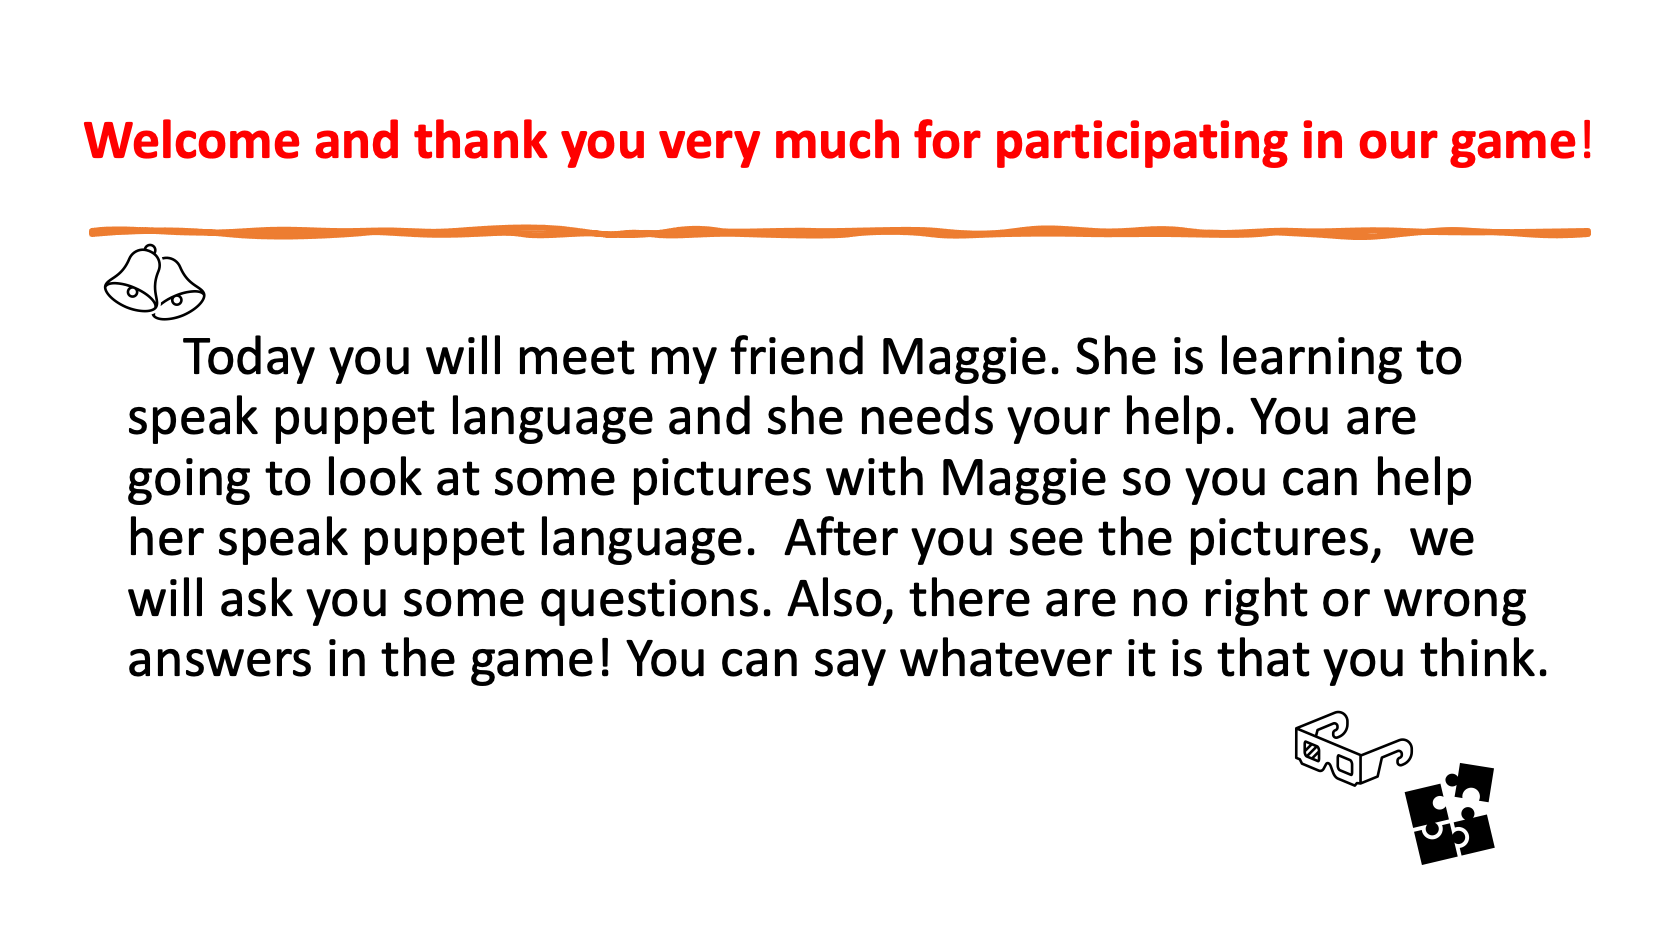 Welcome and thank you very much for participating in our game!
Today you will meet my friend Maggie. She is learning to
speak puppet language and she needs your help. You are
going to look at some pictures with Maggie so you can help
her speak puppet language.  After you see the pictures,  we
will ask you some questions. Also, there are no right or wrong
answers in the game! You can say whatever it is that you think.